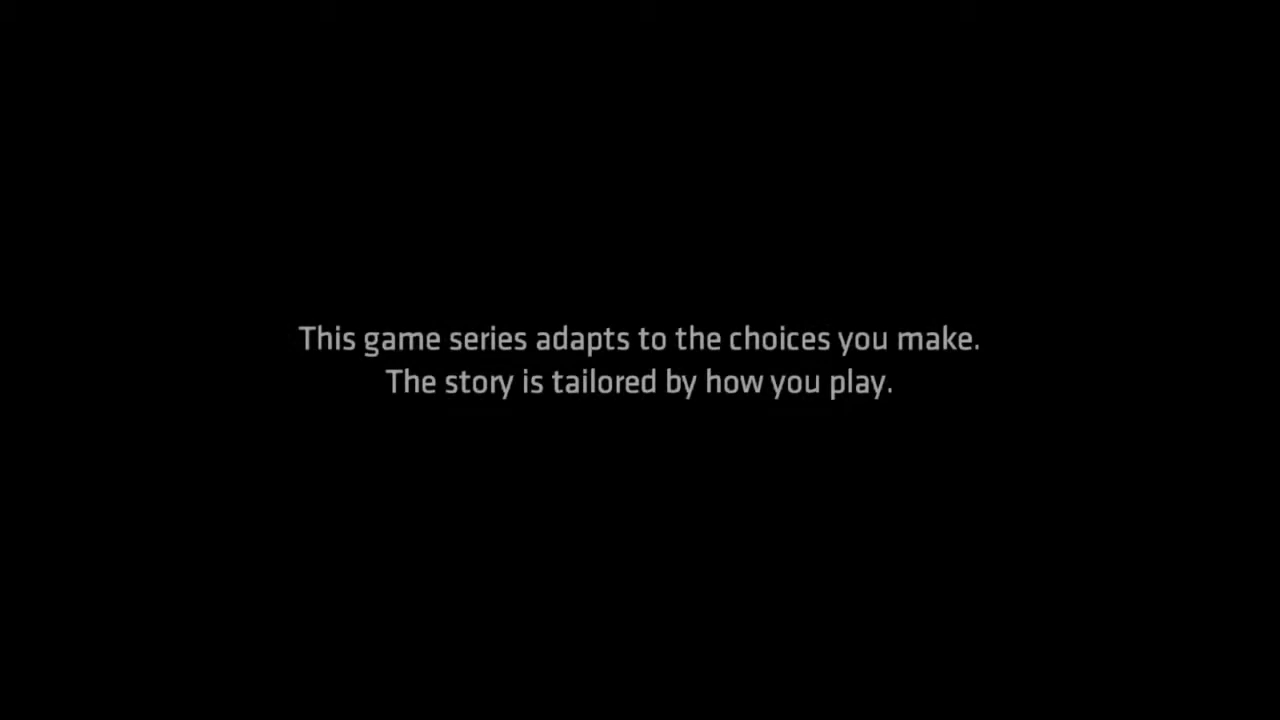 This game series adapts to the choices you make.
The story is tailored by how you play.